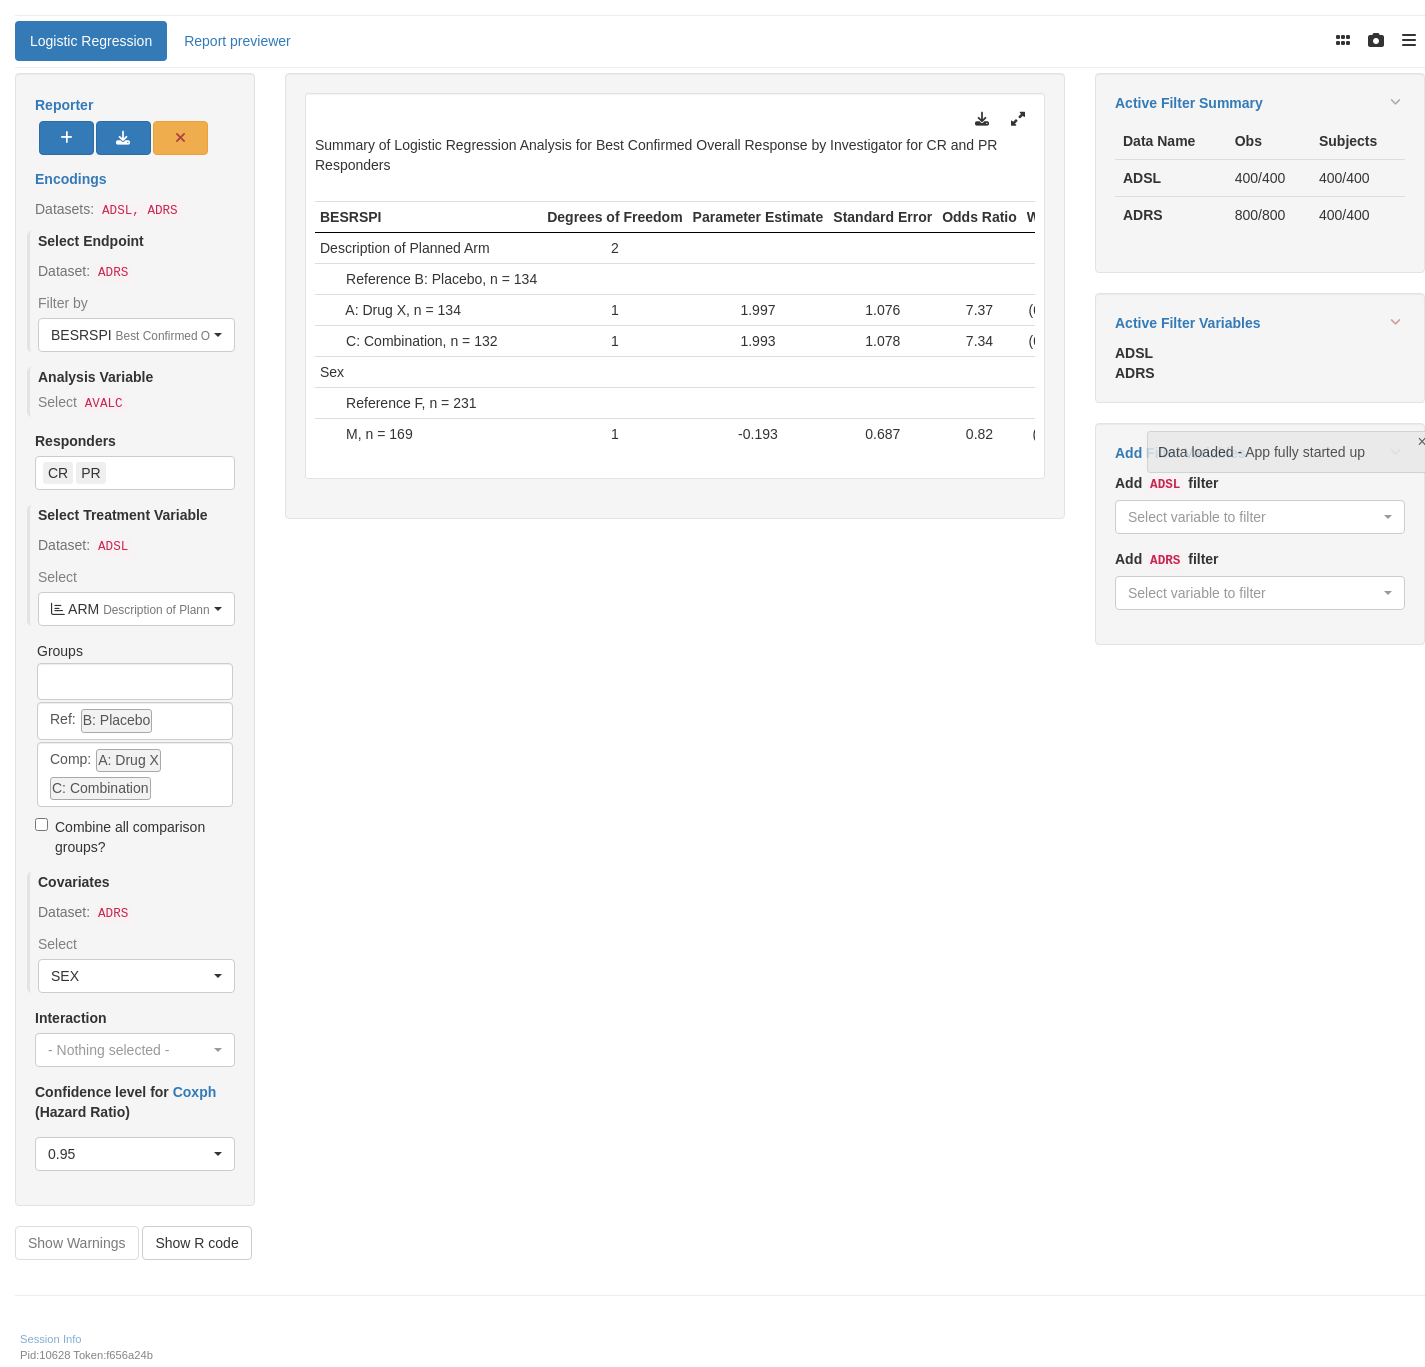 Logistic Regression
Report previewer
Reporter
Encodings
Datasets: ADSL, ADRS
Select Endpoint
Dataset: ADRS
Filter by
BESRSPI Best Confirmed O
Analysis Variable
Select AVALC
Responders
CR PR
Select Treatment Variable
Dataset: ADSL
Select
ARM Description of Plann
Groups
Ref: B: Placebo
Comp: A: Drug X
C: Combination
Combine all comparison
groups?
Covariates
Dataset: ADRS
Select
SEX
Interaction
- Nothing selected -
Confidence level for Coxph
(Hazard Ratio)
0.95
Show Warnings
Show R code
Summary of Logistic Regression Analysis for Best Confirmed Overall Response by Investigator for CR and PR
Responders
BESRSPI Degrees of Freedom Parameter Estimate Standard Error Odds Ratio W
Description of Planned Arm 2
Reference B: Placebo, n = 134
A: Drug X, n = 134 1 1.997 1.076 7.37
C: Combination, n = 132 1 1.993 1.078 7.34
Sex
Reference F, n = 231
M, n = 169 1 -0.193 0.687 0.82 (
Active Filter Summary
Data Name Obs Subjects
ADSL 400/400 400/400
ADRS 800/800 400/400
Active Filter Variables
ADSL
ADRS
Add
Data loaded - App fully started up
×
Add ADSL filter
Select variable to filter
Add ADRS filter
Select variable to filter
Session Info
Pid:10628 Token:f656a24b